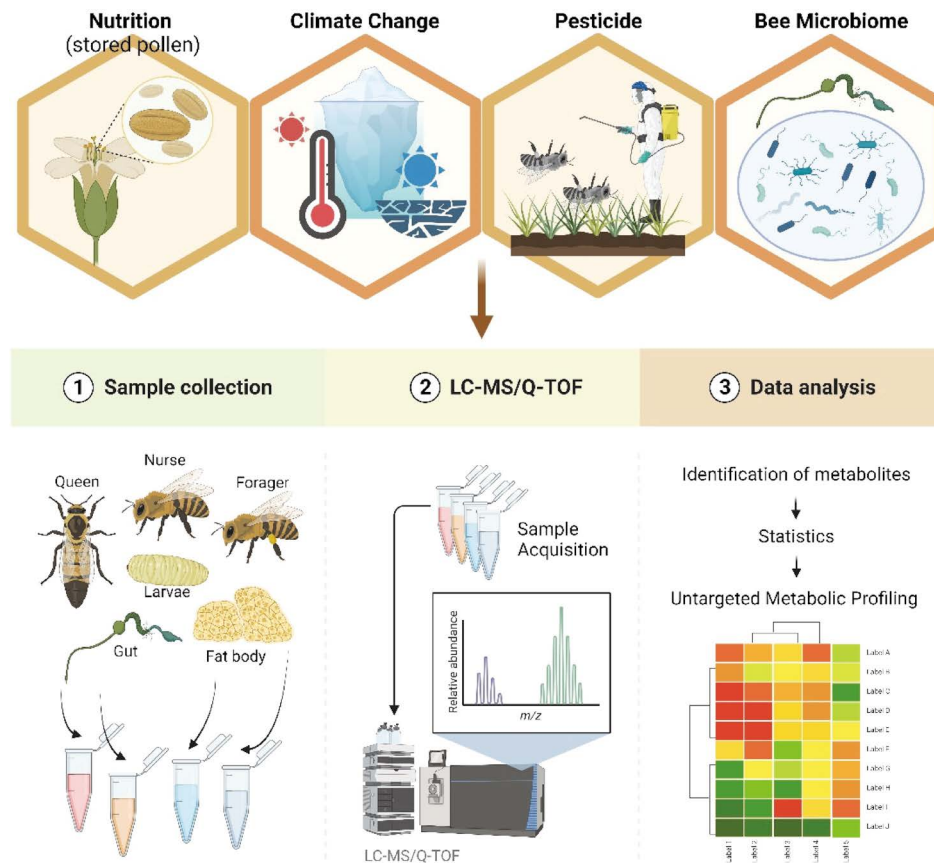 Nutrition
(stored pollen)
Climate Change
Pesticide
Bee Microbiome
1 Sample collection
2 LC-MS/Q-TOF
3 Data analysis
Queen
Nurse
Forager
Larvae
Gut
Fat body
Sample
Acquisition
Relative abundance
m/z
LC-MS/Q-TOF
Identification of metabolites
Statistics
Untargeted Metabolic Profiling
Label A
Label B
Label C
Label D
Label E
Label F
Label G
Label H
Label I
Label J
Label 1
Label 2
Label 3
Label 4
Label 5